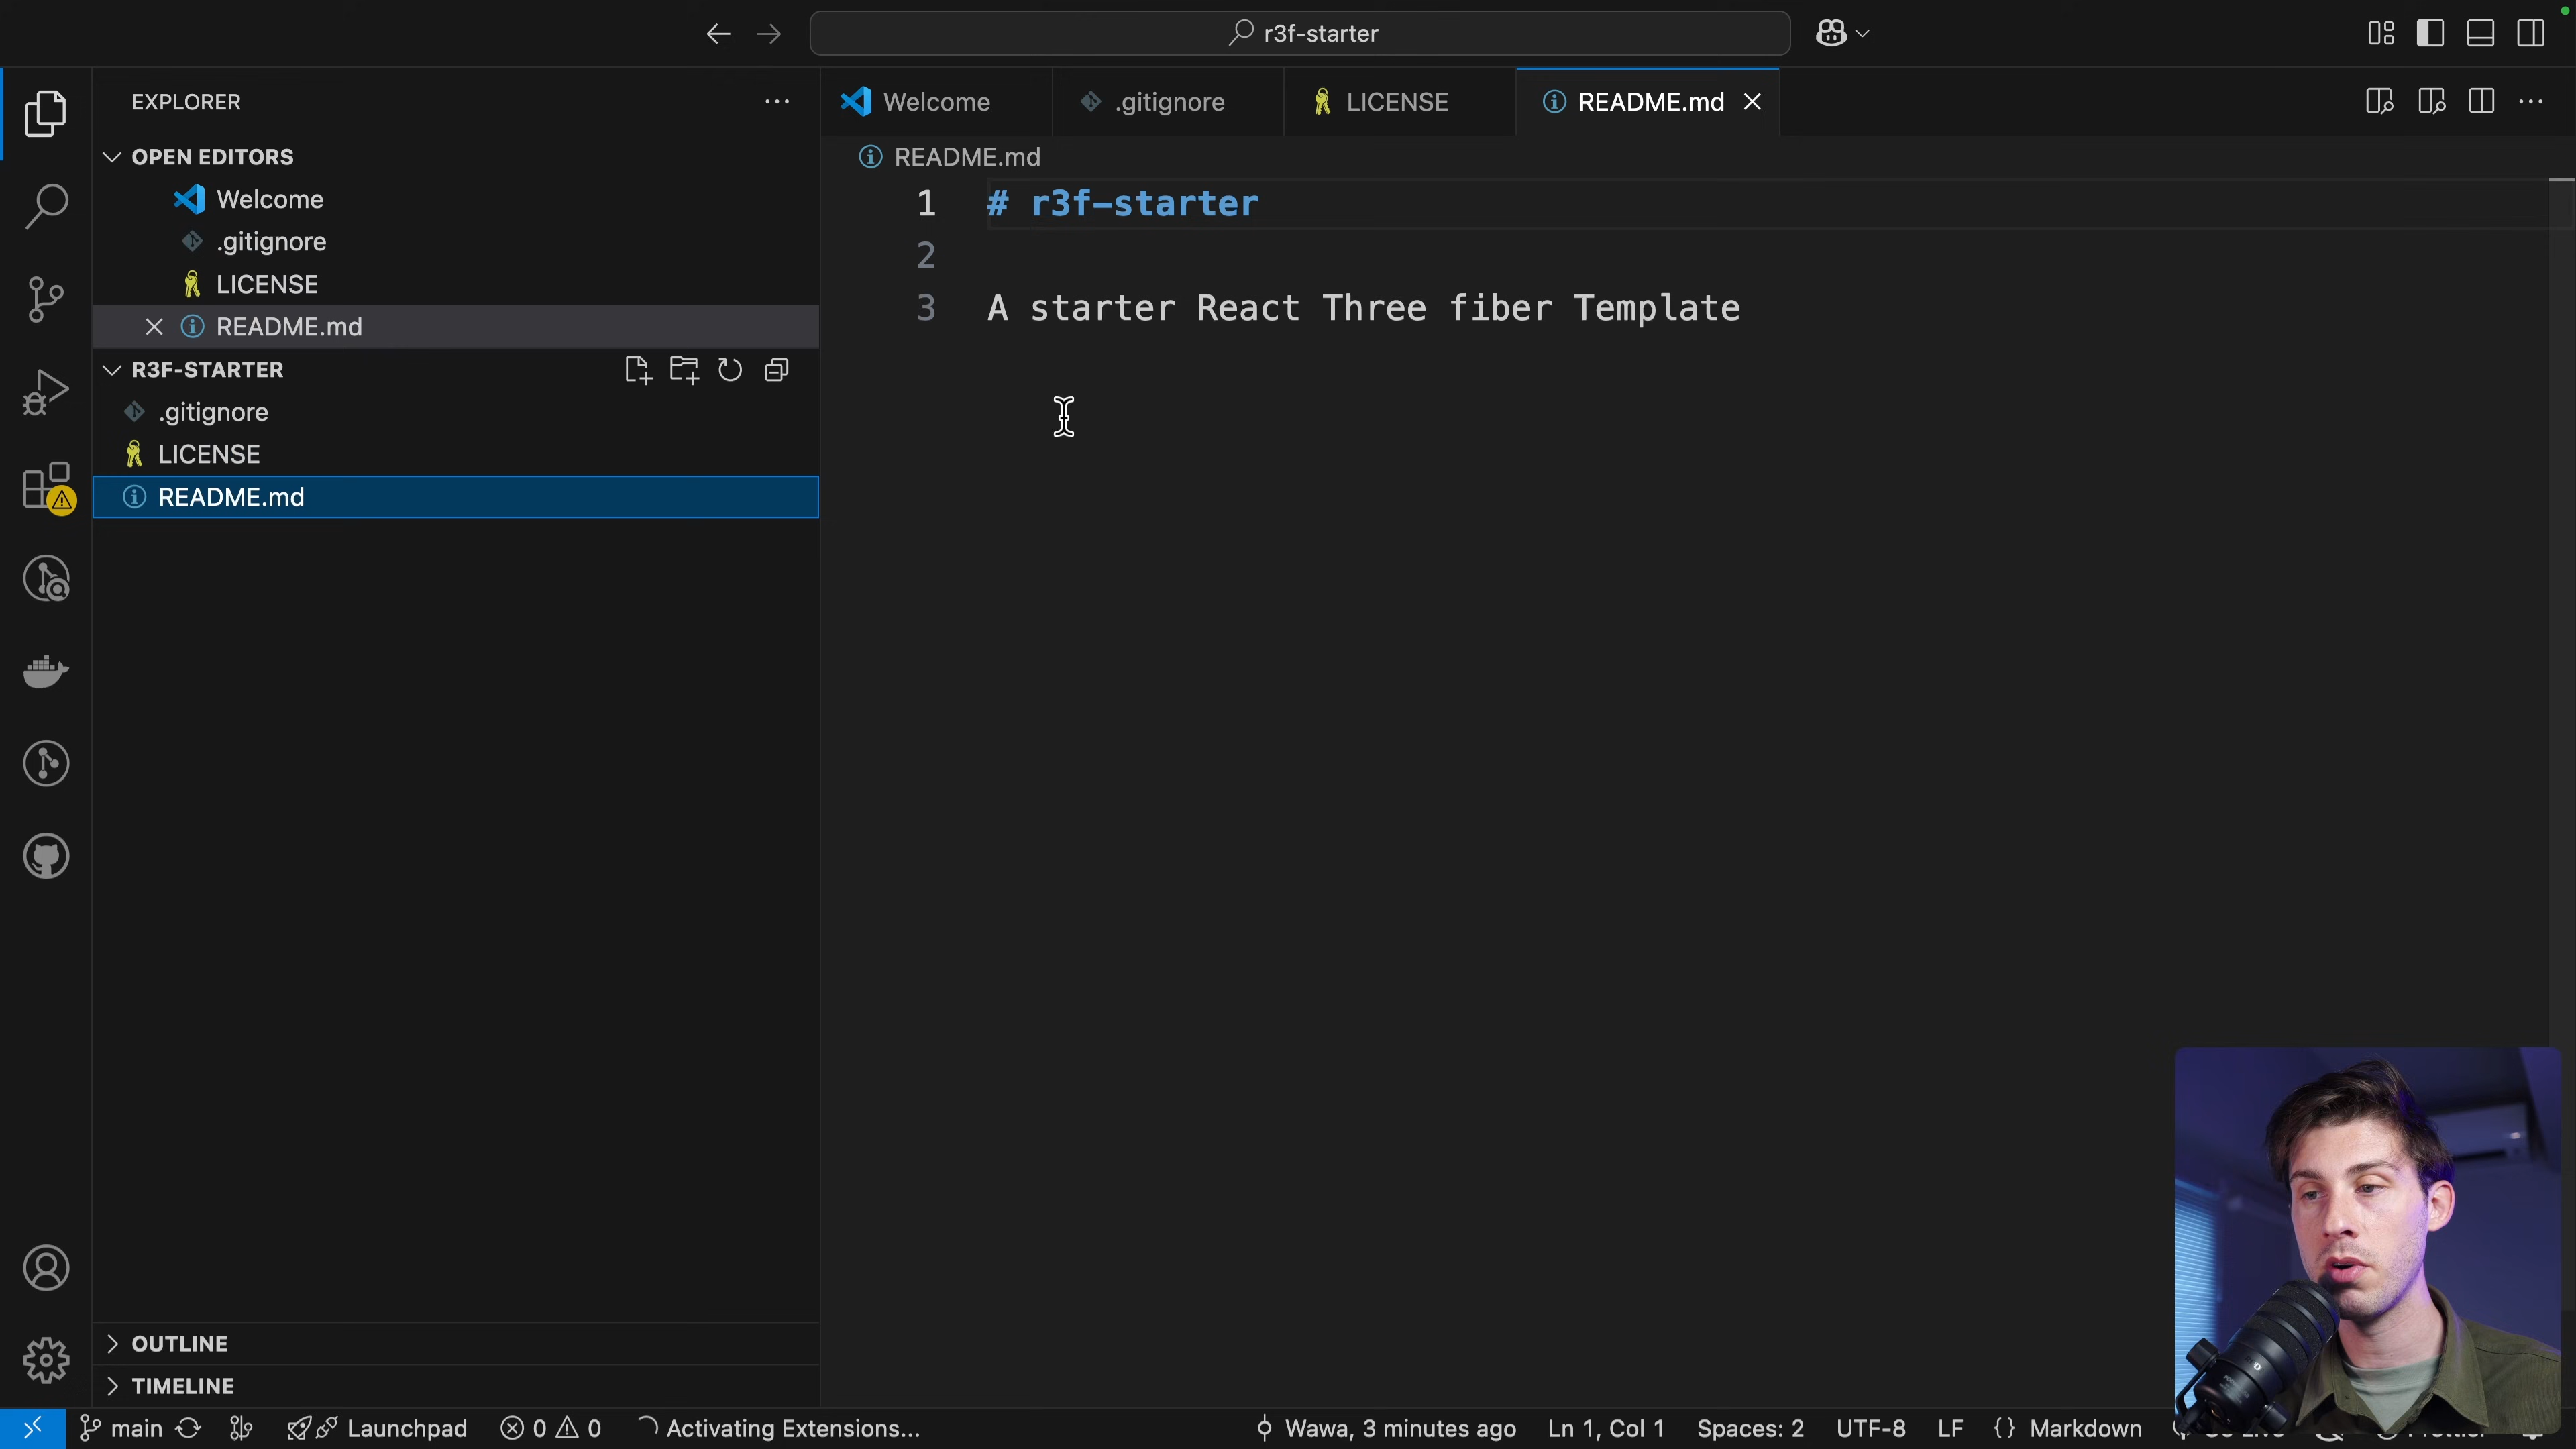 r3f-starter
EXPLORER
OPEN EDITORS
Welcome
.gitignore
LICENSE
README.md
R3F-STARTER
.gitignore
LICENSE
README.md
OUTLINE
TIMELINE
Welcome
.gitignore
LICENSE
README.md
README.md
1 # r3f-starter
2
3 A starter React Three fiber Template
main
Launchpad
0 0
Activating Extensions...
Wawa, 3 minutes ago
Ln 1, Col 1
Spaces: 2
UTF-8
LF
{} Markdown